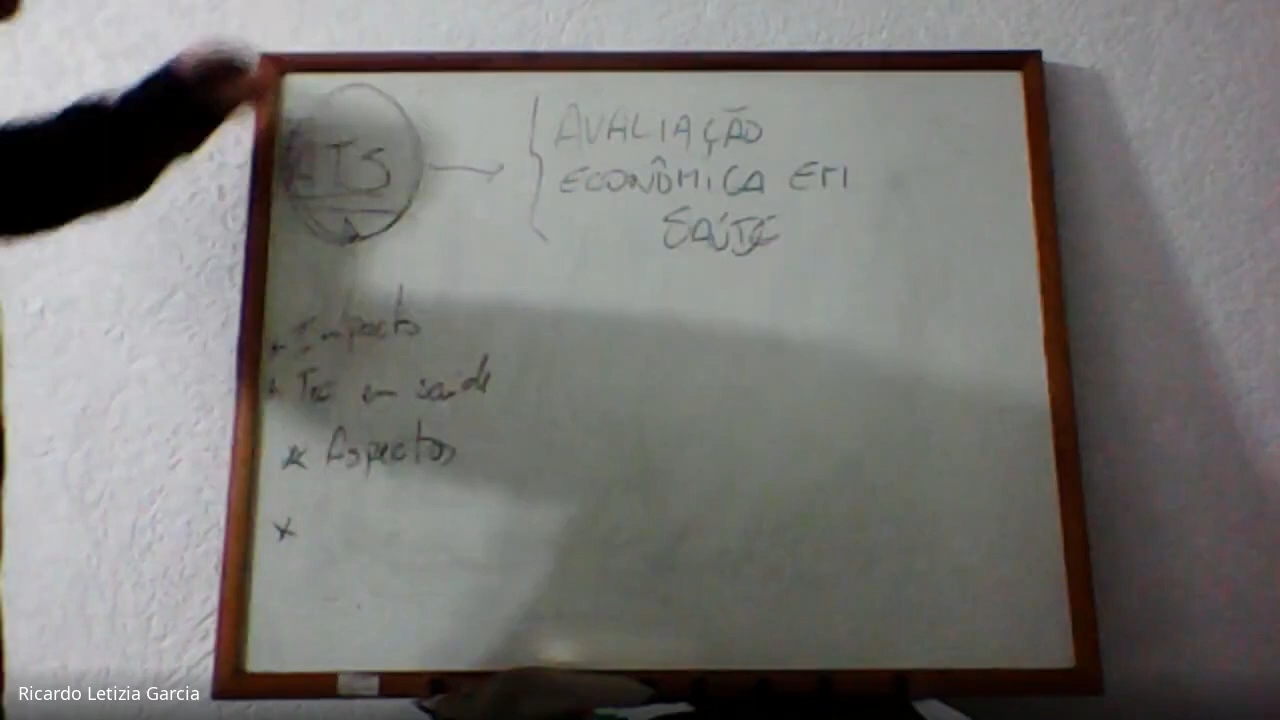 ATS →
{ AVALIAÇÃO
ECONÔMICA EM
SAÚDE
* Impacto
* Tec em saúde
* Aspectos
*
Ricardo Letizia Garcia